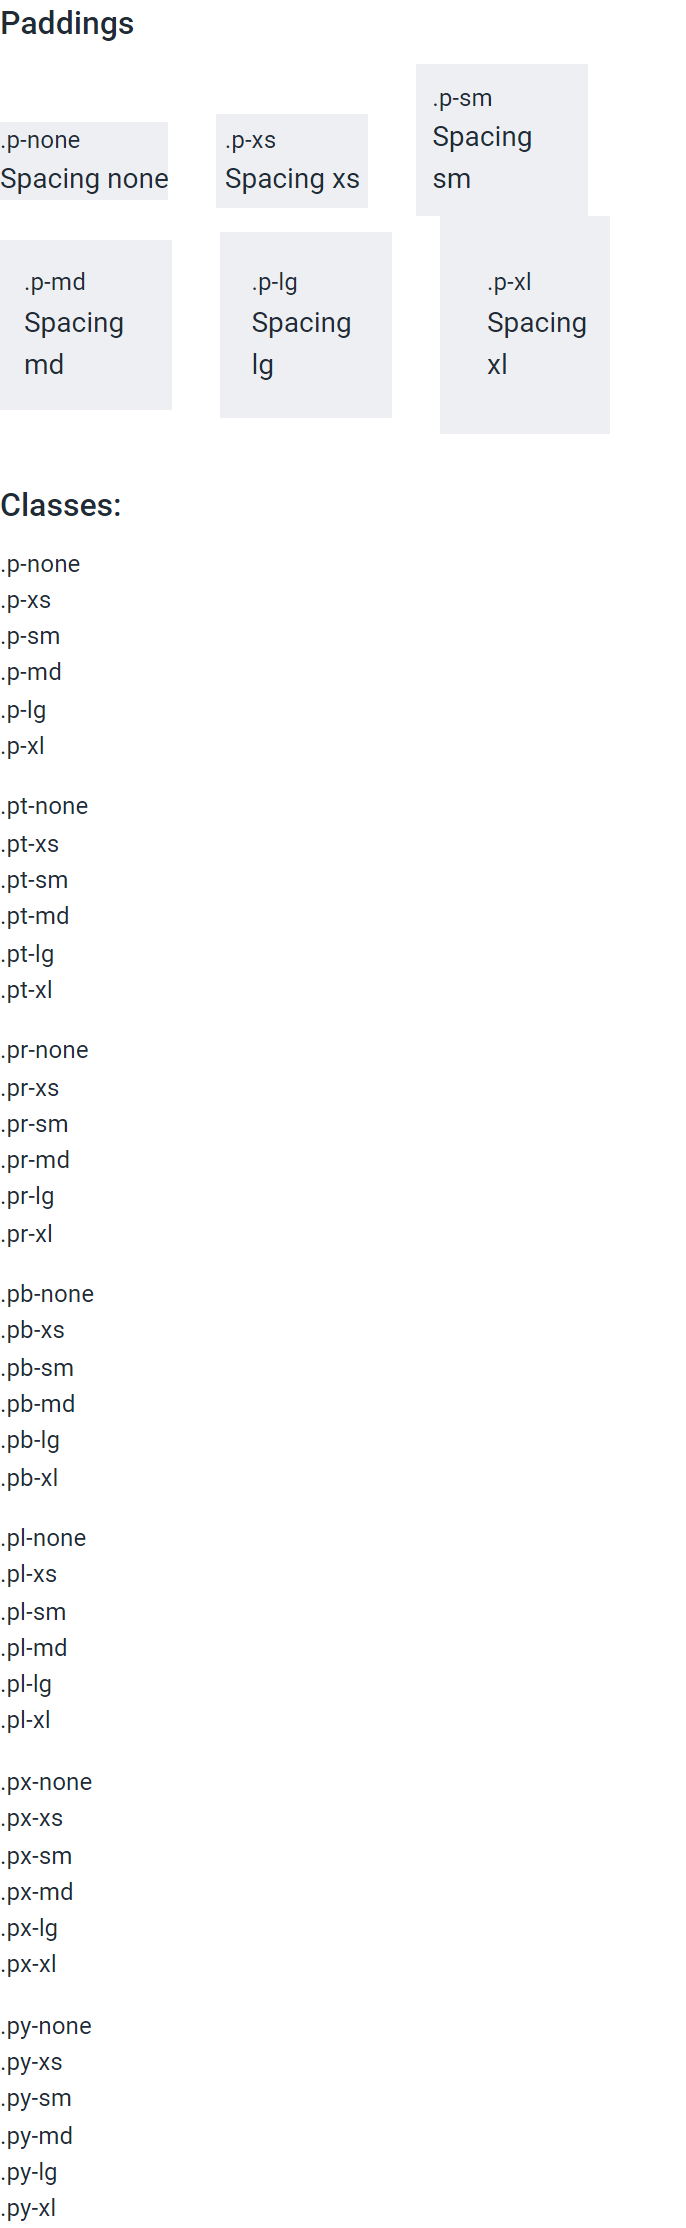 Paddings
.p-none
Spacing none
.p-xs
Spacing xs
.p-sm
Spacing
sm
.p-md
Spacing
md
.p-lg
Spacing
lg
.p-xl
Spacing
xl
Classes:
.p-none
.p-xs
.p-sm
.p-md
.p-lg
.p-xl
.pt-none
.pt-xs
.pt-sm
.pt-md
.pt-lg
.pt-xl
.pr-none
.pr-xs
.pr-sm
.pr-md
.pr-lg
.pr-xl
.pb-none
.pb-xs
.pb-sm
.pb-md
.pb-lg
.pb-xl
.pl-none
.pl-xs
.pl-sm
.pl-md
.pl-lg
.pl-xl
.px-none
.px-xs
.px-sm
.px-md
.px-lg
.px-xl
.py-none
.py-xs
.py-sm
.py-md
.py-lg
.py-xl